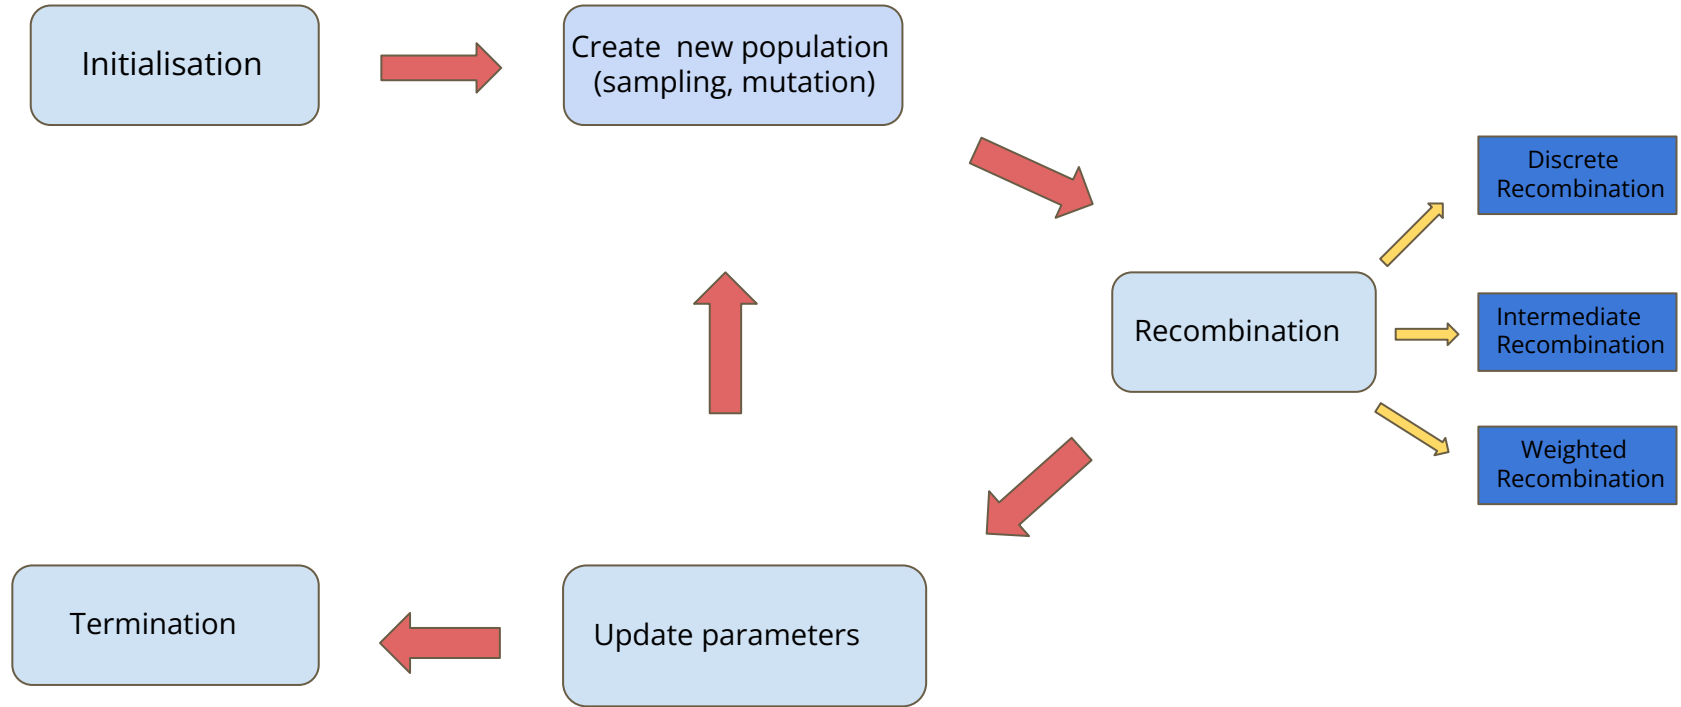 Initialisation
Create  new population
(sampling, mutation)
Discrete
Recombination
Recombination
Intermediate
Recombination
Weighted
Recombination
Termination
Update parameters